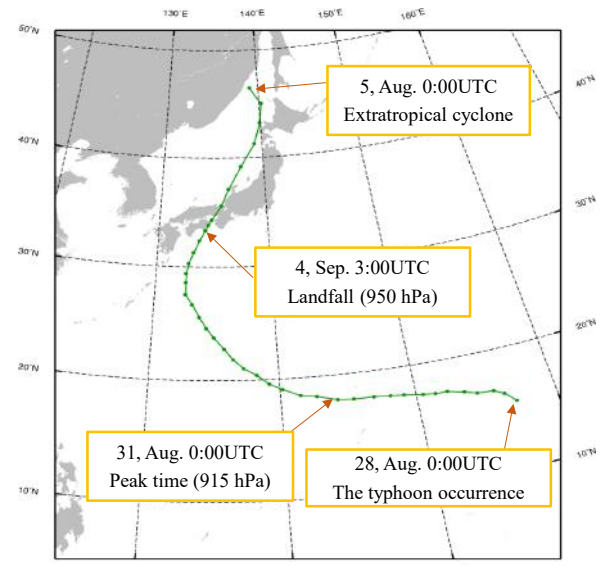 130°E 140°E 150°E 160°E
50°N
40°N
30°N
20°N
10°N
40°N
30°N
20°N
10°N
5, Aug. 0:00UTC
Extratropical cyclone
4, Sep. 3:00UTC
Landfall (950 hPa)
31, Aug. 0:00UTC
Peak time (915 hPa)
28, Aug. 0:00UTC
The typhoon occurrence